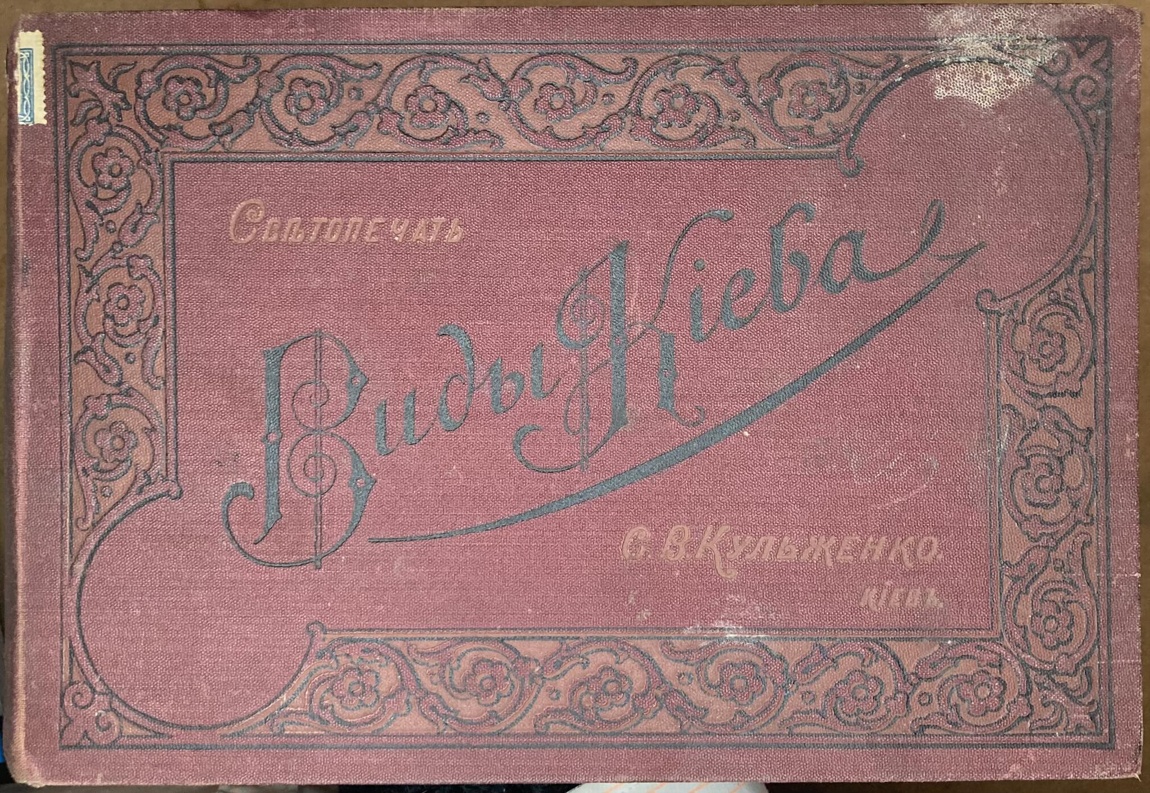 Свѣтопечать
Виды Кіева
С. В. Кульженко.
Кіевъ.